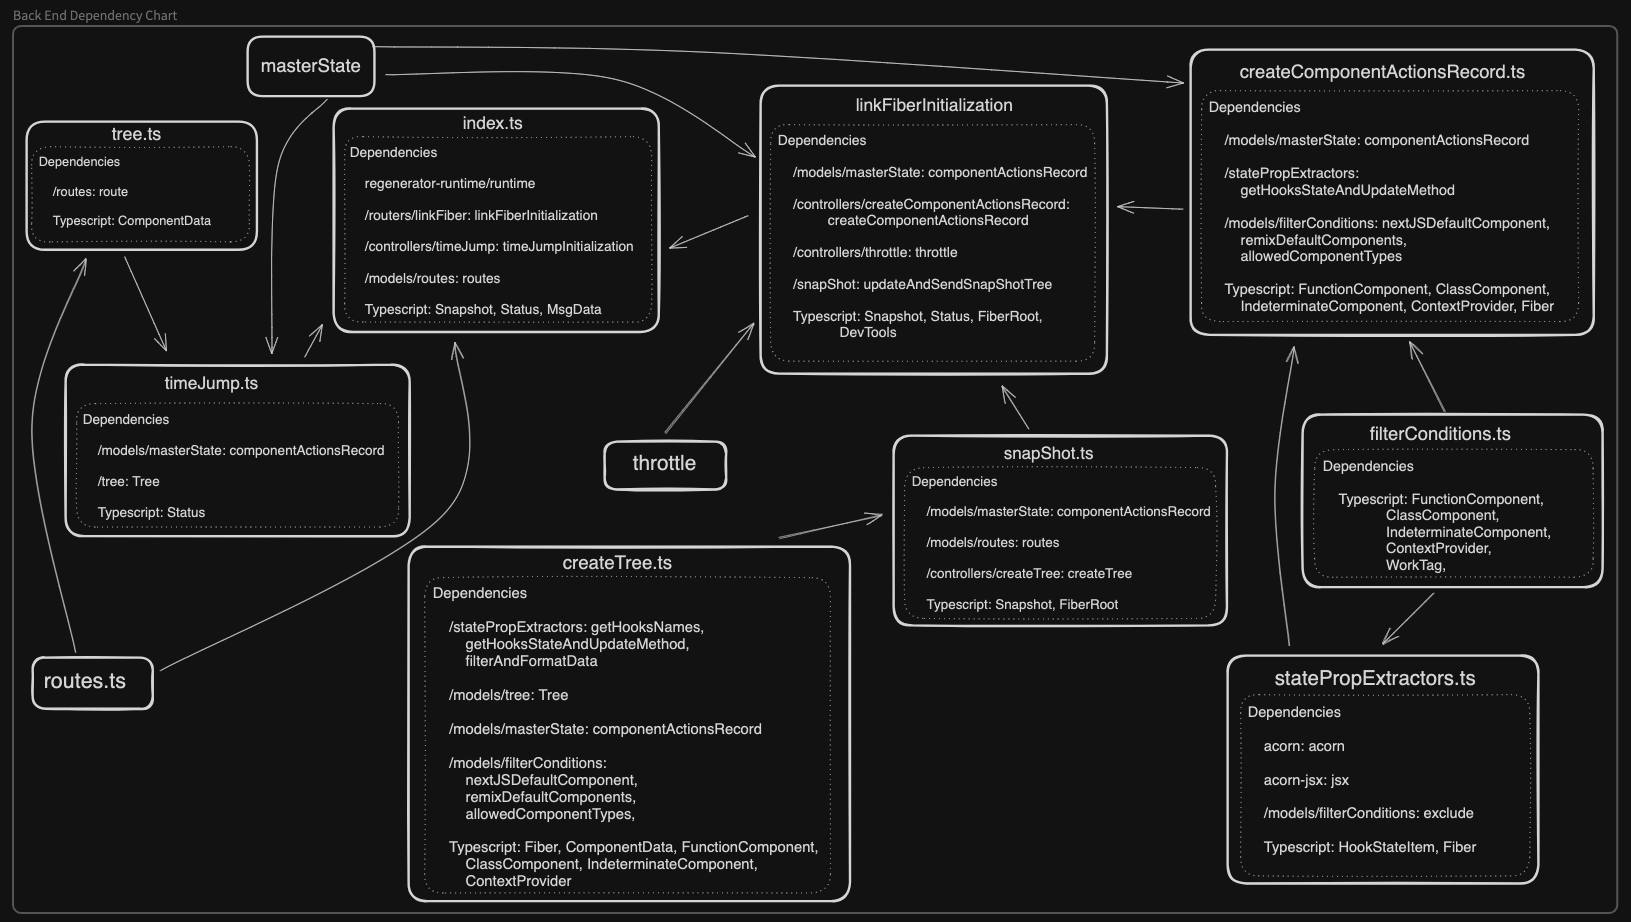 Back End Dependency Chart
masterState
tree.ts
Dependencies
/routes: route
Typescript: ComponentData
index.ts
Dependencies
regenerator-runtime/runtime
/routers/linkFiber: linkFiberInitialization
/controllers/timeJump: timeJumpInitialization
/models/routes: routes
Typescript: Snapshot, Status, MsgData
linkFiberInitialization
Dependencies
/models/masterState: componentActionsRecord
/controllers/createComponentActionsRecord:
createComponentActionsRecord
/controllers/throttle: throttle
/snapShot: updateAndSendSnapShotTree
Typescript: Snapshot, Status, FiberRoot,
DevTools
createComponentActionsRecord.ts
Dependencies
/models/masterState: componentActionsRecord
/statePropExtractors:
getHooksStateAndUpdateMethod
/models/filterConditions: nextJSDefaultComponent,
remixDefaultComponents,
allowedComponentTypes
Typescript: FunctionComponent, ClassComponent,
IndeterminateComponent, ContextProvider, Fiber
timeJump.ts
Dependencies
/models/masterState: componentActionsRecord
/tree: Tree
Typescript: Status
throttle
snapShot.ts
Dependencies
/models/masterState: componentActionsRecord
/models/routes: routes
/controllers/createTree: createTree
Typescript: Snapshot, FiberRoot
filterConditions.ts
Dependencies
Typescript: FunctionComponent,
ClassComponent,
IndeterminateComponent,
ContextProvider,
WorkTag,
createTree.ts
Dependencies
/statePropExtractors: getHooksNames,
getHooksStateAndUpdateMethod,
filterAndFormatData
/models/tree: Tree
/models/masterState: componentActionsRecord
/models/filterConditions:
nextJSDefaultComponent,
remixDefaultComponents,
allowedComponentTypes,
Typescript: Fiber, ComponentData, FunctionComponent,
ClassComponent, IndeterminateComponent,
ContextProvider
routes.ts
statePropExtractors.ts
Dependencies
acorn: acorn
acorn-jsx: jsx
/models/filterConditions: exclude
Typescript: HookStateItem, Fiber